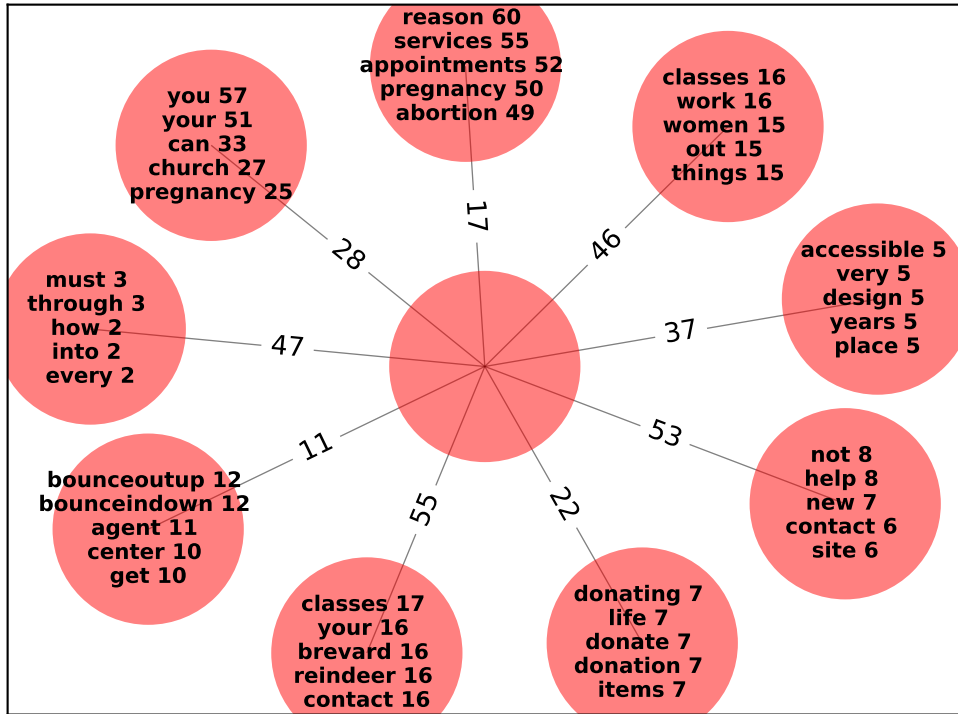 reason 60
services 55
appointments 52
pregnancy 50
abortion 49
classes 16
work 16
women 15
out 15
things 15
you 57
your 51
can 33
church 27
pregnancy 25
accessible 5
very 5
design 5
years 5
place 5
must 3
through 3
how 2
into 2
every 2
17
28
46
47
37
11
53
55
22
bounceoutup 12
bounceindown 12
agent 11
center 10
get 10
not 8
help 8
new 7
contact 6
site 6
classes 17
your 16
brevard 16
reindeer 16
contact 16
donating 7
life 7
donate 7
donation 7
items 7